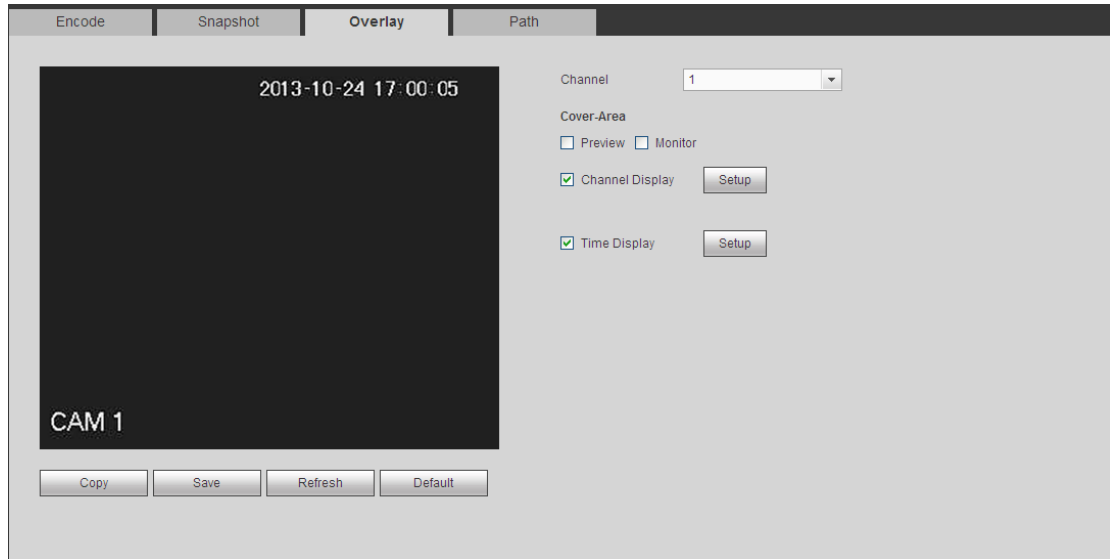 Encode Snapshot Overlay Path
2013-10-24 17:00:05
CAM 1
Copy Save Refresh Default
Channel 1
Cover-Area
Preview Monitor
Channel Display Setup
Time Display Setup